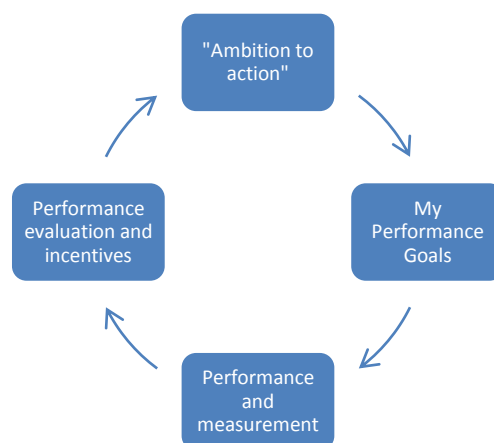 "Ambition to
action"
My
Performance
Goals
Performance
and
measurement
Performance
evaluation and
incentives